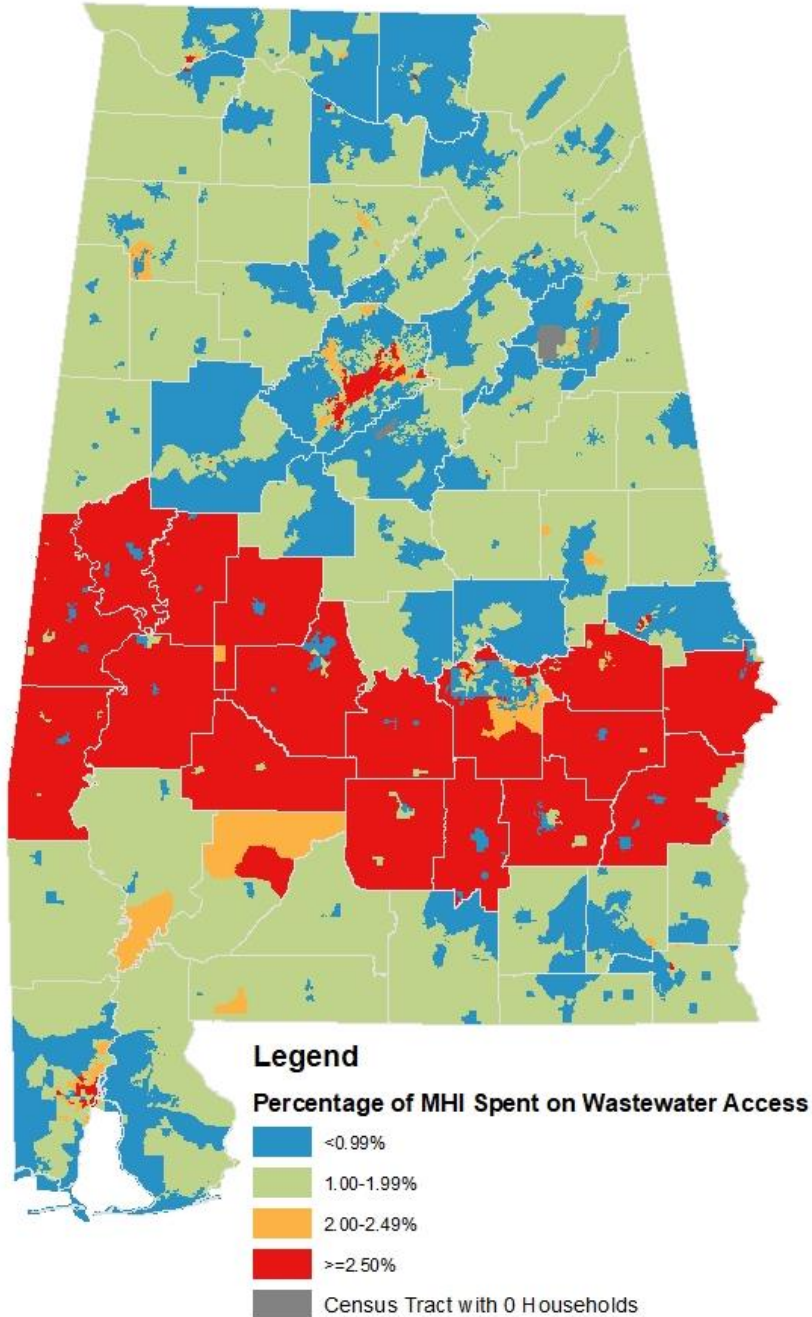 Legend
Percentage of MHI Spent on Wastewater Access
<0.99%
1.00-1.99%
2.00-2.49%
>=2.50%
Census Tract with 0 Households